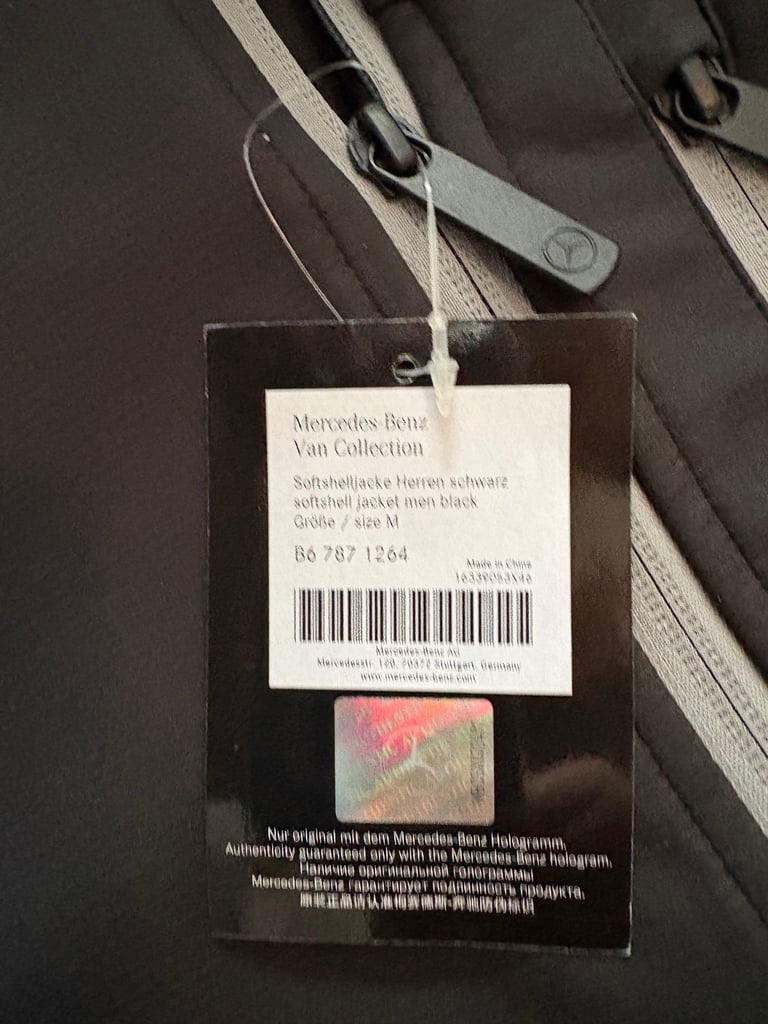 Mercedes-Benz
Van Collection
Softshelljacke Herren schwarz
softshell jacket men black
Größe / size M
B6 787 1264
Made in China
Mercedes-Benz AG
Mercedesstr. 120, 70372 Stuttgart, Germany
www.mercedes-benz.com
Nur original mit dem Mercedes-Benz Hologramm.
Authenticity guaranteed only with the Mercedes-Benz hologram.
Наличие оригинальной голограммы
Mercedes-Benz гарантирует подлинность продукта.